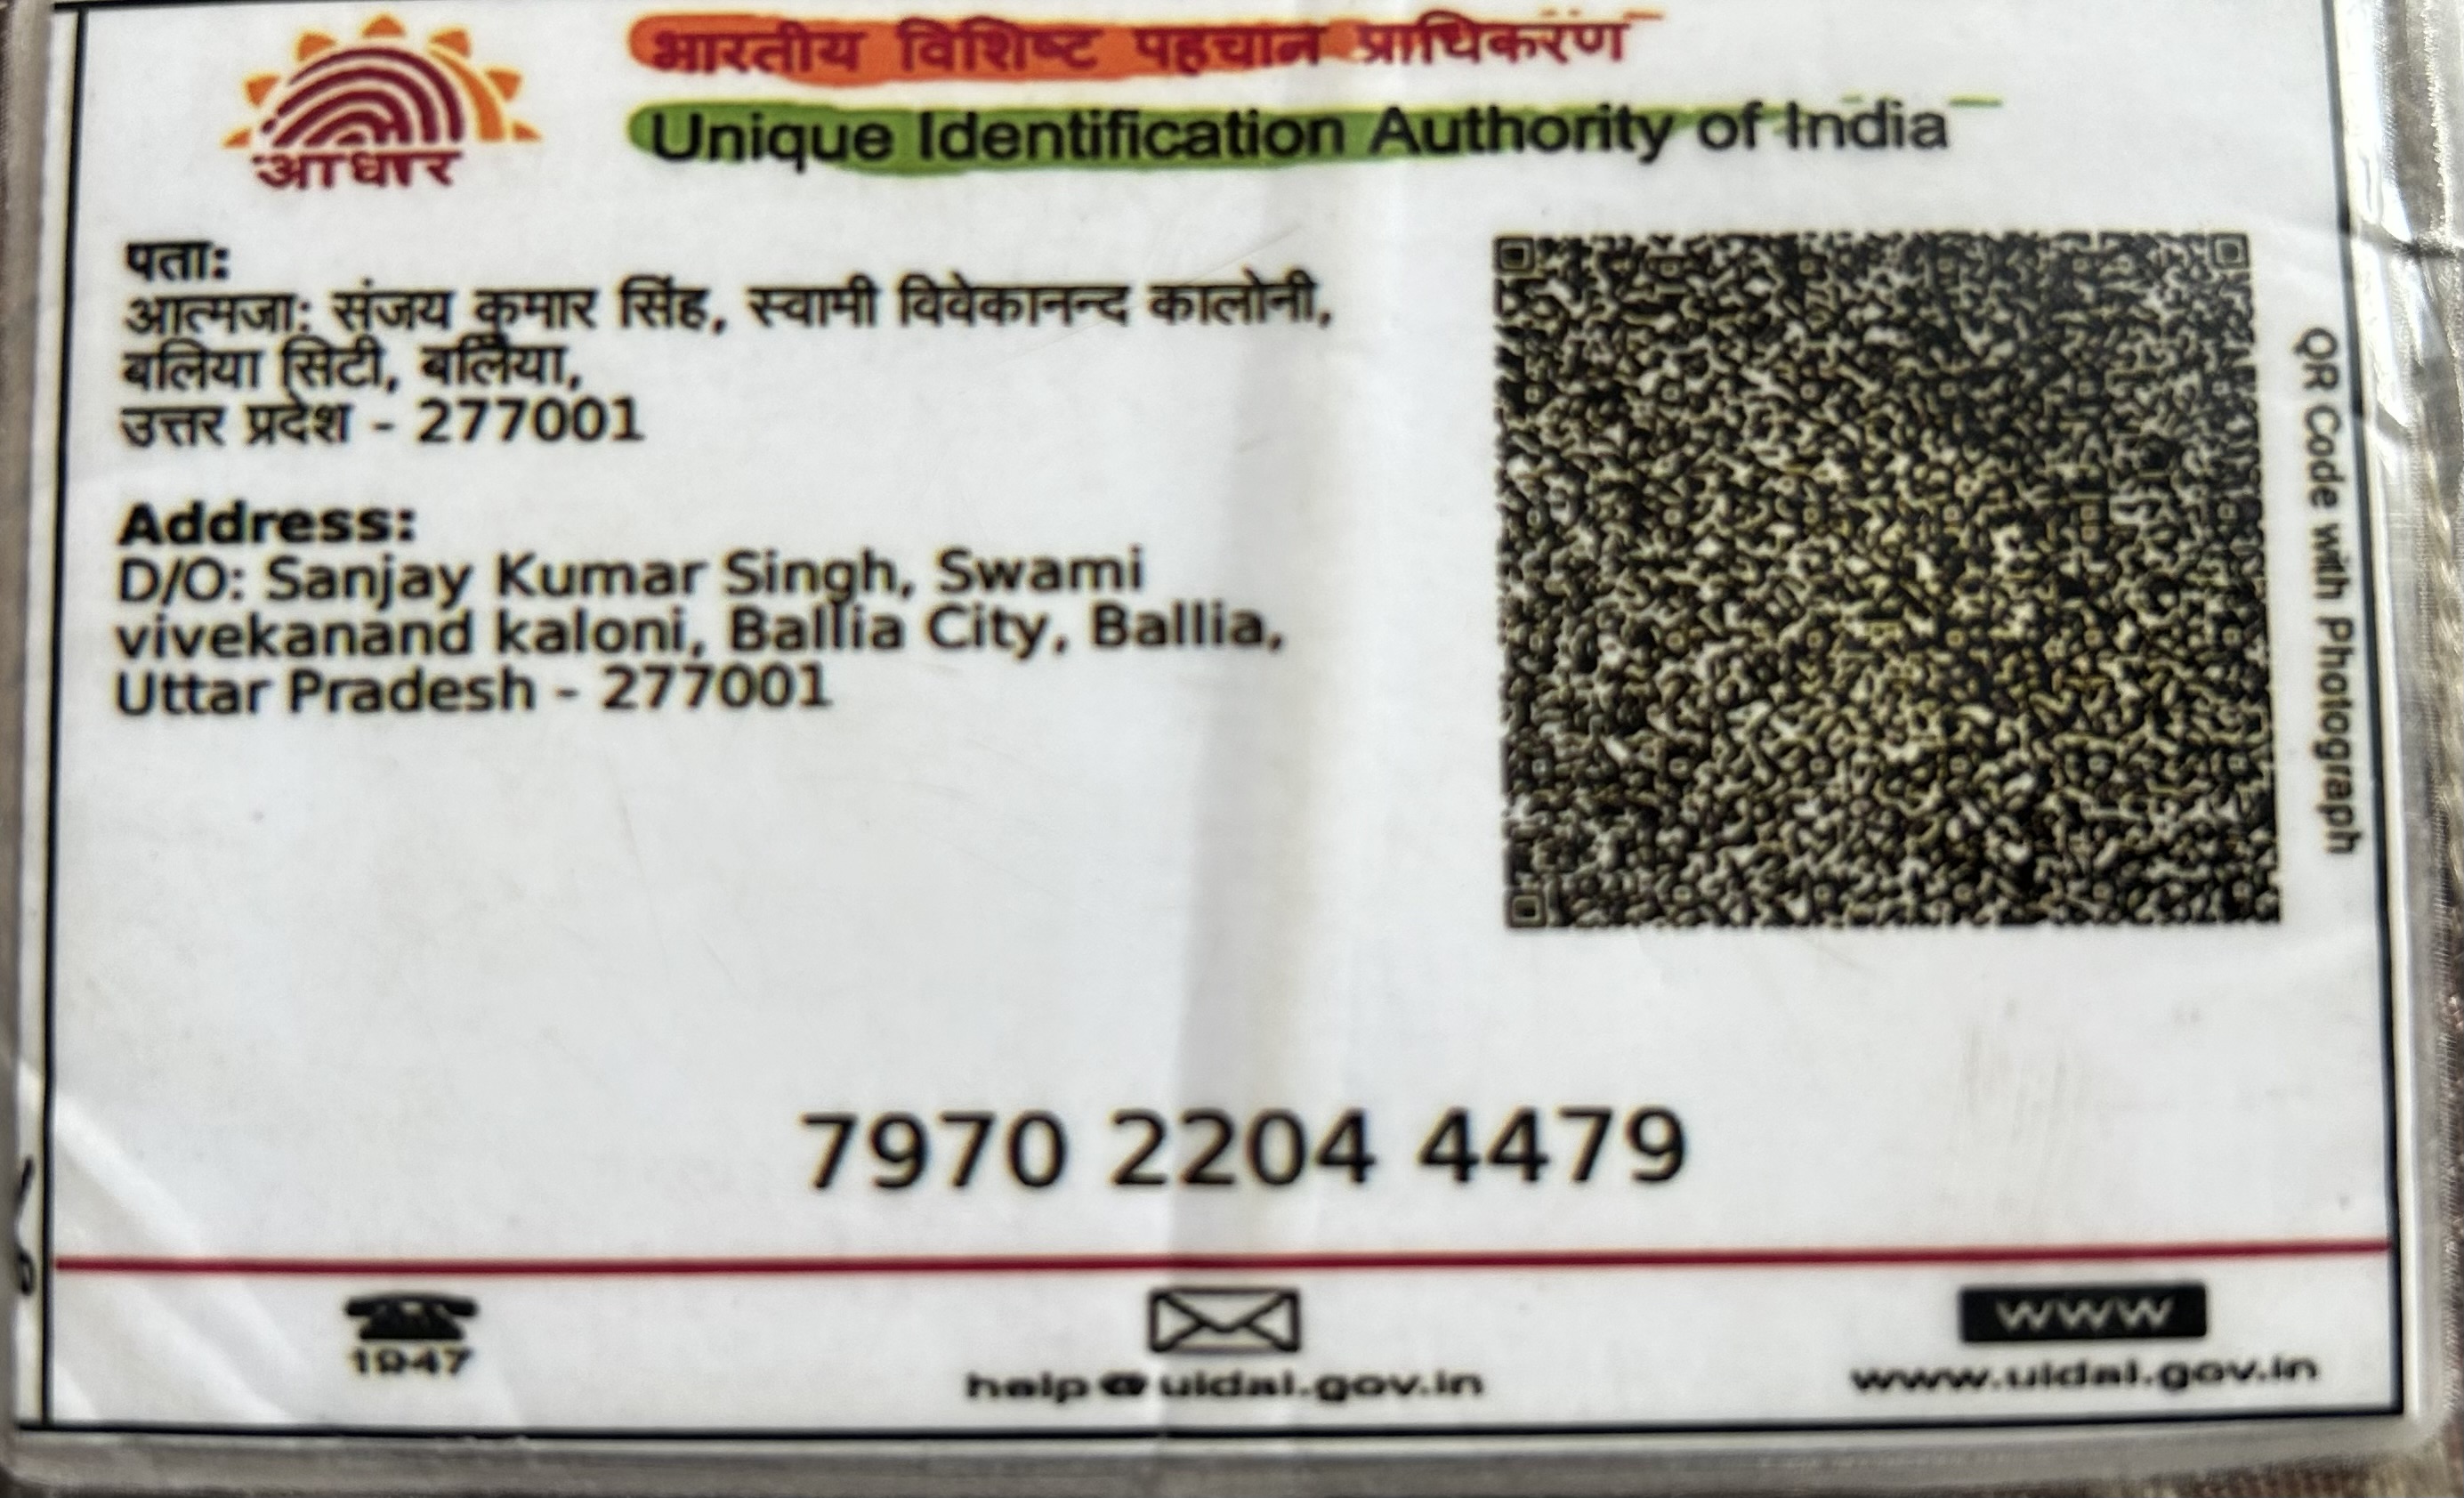 भारतीय विशिष्ट पहचान प्राधिकरण
Unique Identification Authority of India
आधार
पता:
आत्मजा: संजय कुमार सिंह, स्वामी विवेकानन्द कालोनी,
बलिया सिटी, बलिया,
उत्तर प्रदेश - 277001
Address:
D/O: Sanjay Kumar Singh, Swami
vivekanand kaloni, Ballia City, Ballia,
Uttar Pradesh - 277001
QR Code with Photograph
7970 2204 4479
1947
help@uidai.gov.in
WWW
www.uidai.gov.in